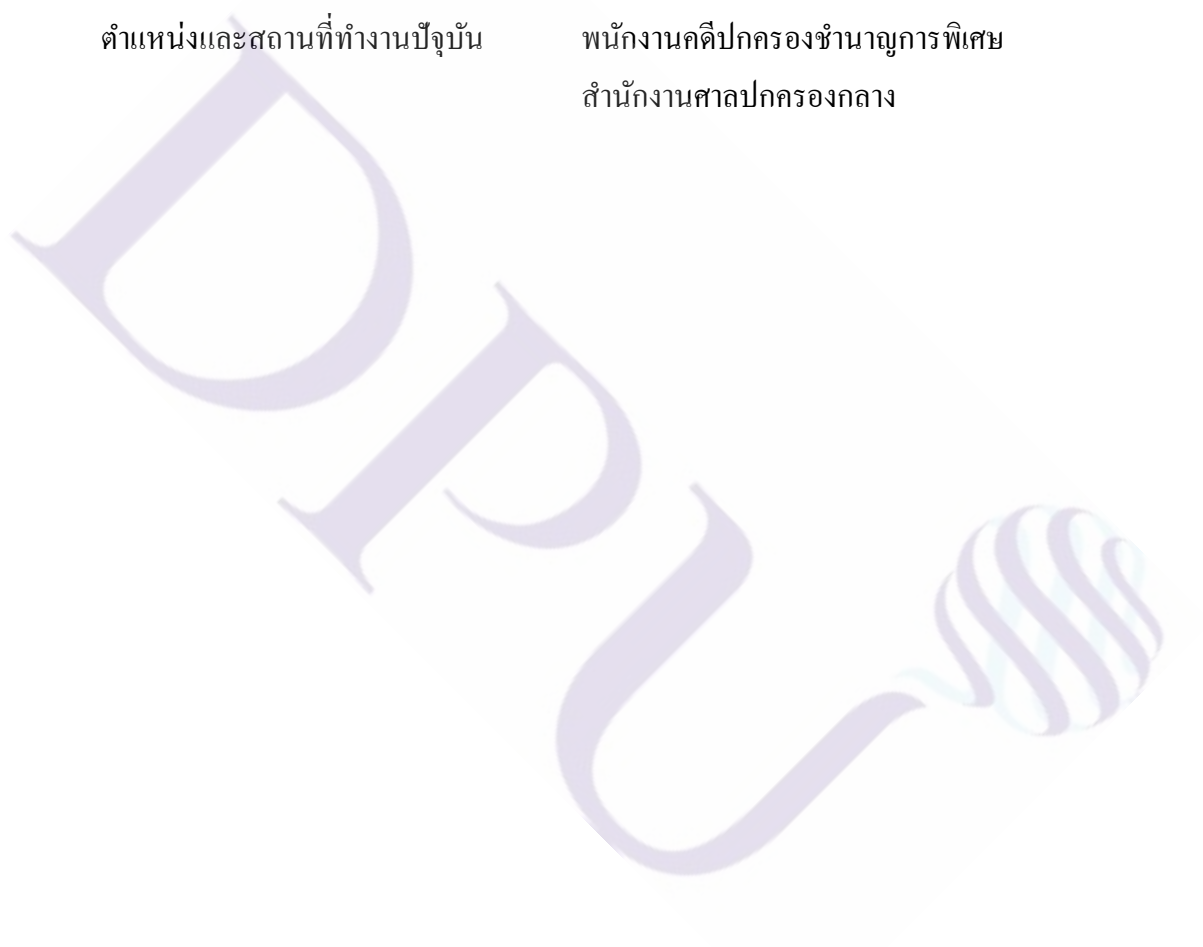 ตำแหน่งและสถานที่ทำงานปัจุบัน พนักงานคดีปกครองชำนาญการพิเศษ
สำนักงานศาลปกครองกลาง
DPU